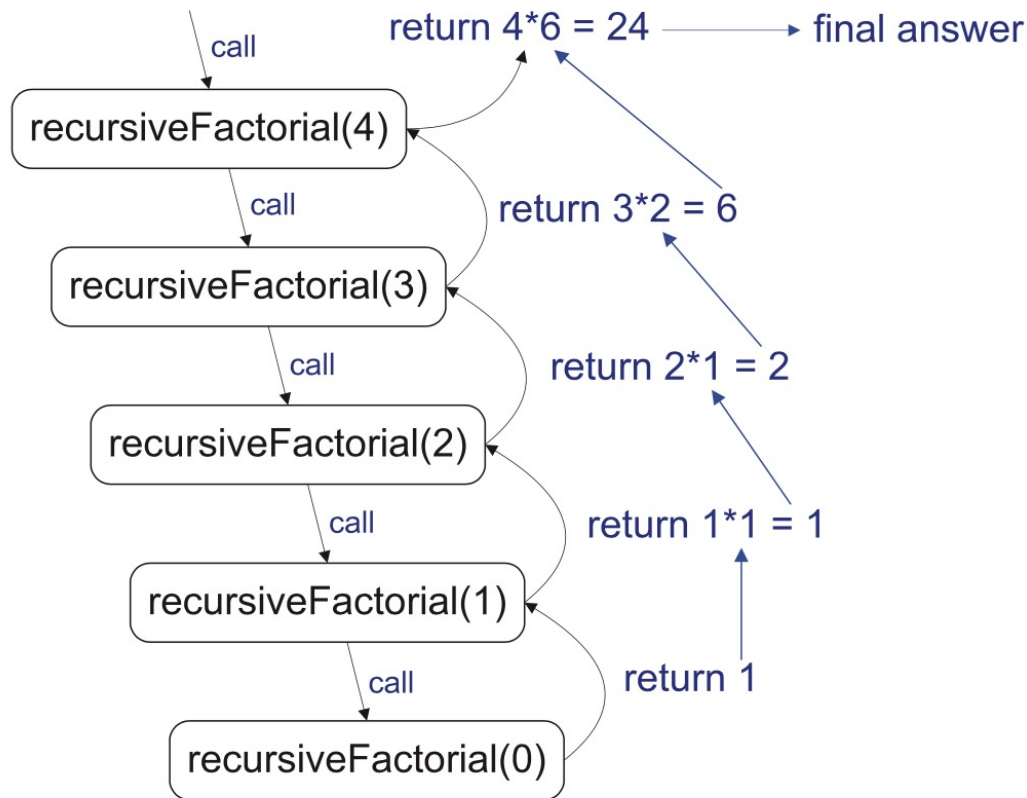 call
return 4*6 = 24
final answer
recursiveFactorial(4)
call
return 3*2 = 6
recursiveFactorial(3)
call
return 2*1 = 2
recursiveFactorial(2)
call
return 1*1 = 1
recursiveFactorial(1)
call
return 1
recursiveFactorial(0)